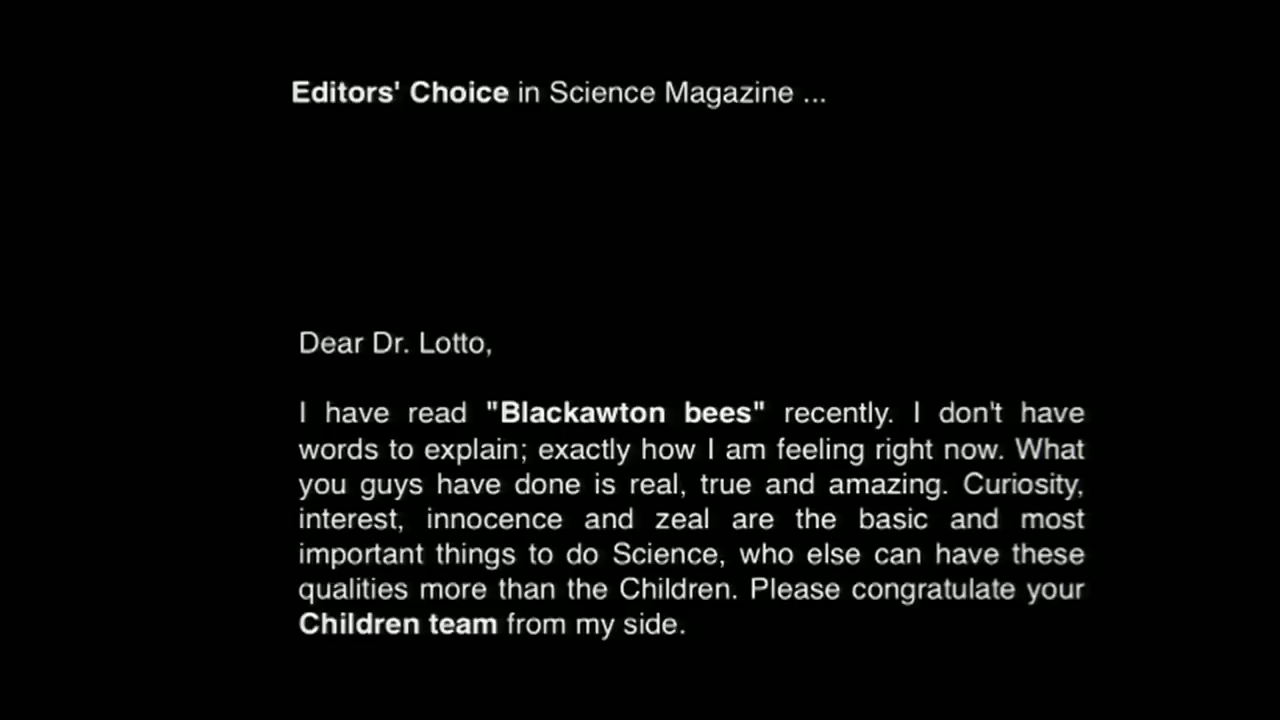 Editors' Choice in Science Magazine ...
Dear Dr. Lotto,
I have read "Blackawton bees" recently. I don't have
words to explain; exactly how I am feeling right now. What
you guys have done is real, true and amazing. Curiosity,
interest, innocence and zeal are the basic and most
important things to do Science, who else can have these
qualities more than the Children. Please congratulate your
Children team from my side.